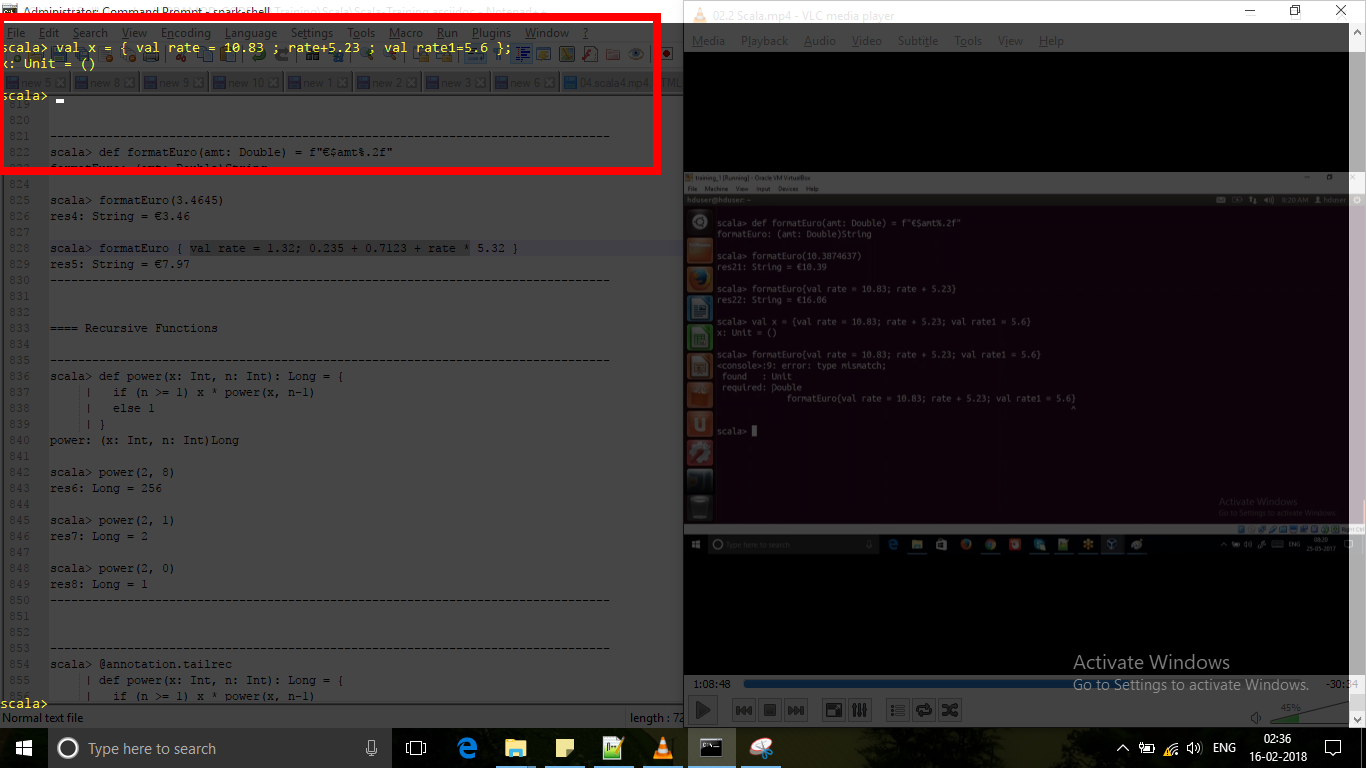 Administrator: Command Prompt - spark-shell
File Edit Search View Encoding Language Settings Tools Macro Run Plugins Window ?
scala> val x = { val rate = 10.83 ; rate+5.23 ; val rate1=5.6 };
x: Unit = ()
new 5 new 8 new 9 new 10 new 1 new 2 new 3 new 6 04 scala4.mp4
scala>
819
820
821 ----------------------------------------------------------------------
822 scala> def formatEuro(amt: Double) = f"€$amt%.2f"
formatEuro: (amt: Double)String
824
825 scala> formatEuro(3.4645)
826 res4: String = €3.46
827
828 scala> formatEuro { val rate = 1.32; 0.235 + 0.7123 + rate * 5.32 }
829 res5: String = €7.97
830 ----------------------------------------------------------------------
831
832
833 ==== Recursive Functions
834
835 ----------------------------------------------------------------------
836 scala> def power(x: Int, n: Int): Long = {
837 | if (n >= 1) x * power(x, n-1)
838 | else 1
839 | }
840 power: (x: Int, n: Int)Long
841
842 scala> power(2, 8)
843 res6: Long = 256
844
845 scala> power(2, 1)
846 res7: Long = 2
847
848 scala> power(2, 0)
849 res8: Long = 1
850 ----------------------------------------------------------------------
851
852
853 ----------------------------------------------------------------------
854 scala> @annotation.tailrec
855 | def power(x: Int, n: Int): Long = {
856 | if (n >= 1) x * power(x, n-1)
scala>
Normal text file length : 72
02.2 Scala.mp4 - VLC media player
Media Playback Audio Video Subtitle Tools View Help
training_1 [Running] - Oracle VM VirtualBox
File Machine View Input Devices Help
hduser@hduser: ~ 8:20 AM hduser
scala> def formatEuro(amt: Double) = f"€$amt%.2f"
formatEuro: (amt: Double)String
scala> formatEuro(10.3874637)
res21: String = €10.39
scala> formatEuro{val rate = 10.83; rate + 5.23}
res22: String = €16.06
scala> val x = {val rate = 10.83; rate + 5.23; val rate1 = 5.6}
x: Unit = ()
scala> formatEuro{val rate = 10.83; rate + 5.23; val rate1 = 5.6}
<console>:9: error: type mismatch;
found : Unit
required: Double
formatEuro{val rate = 10.83; rate + 5.23; val rate1 = 5.6}
^
scala>
Activate Windows
Go to Settings to activate Windows.
Right Ctrl
Type here to search ENG 08:20
25-05-2017
Activate Windows
Go to Settings to activate Windows.
1:08:48 -30:34
45%
Type here to search ENG 02:36
16-02-2018